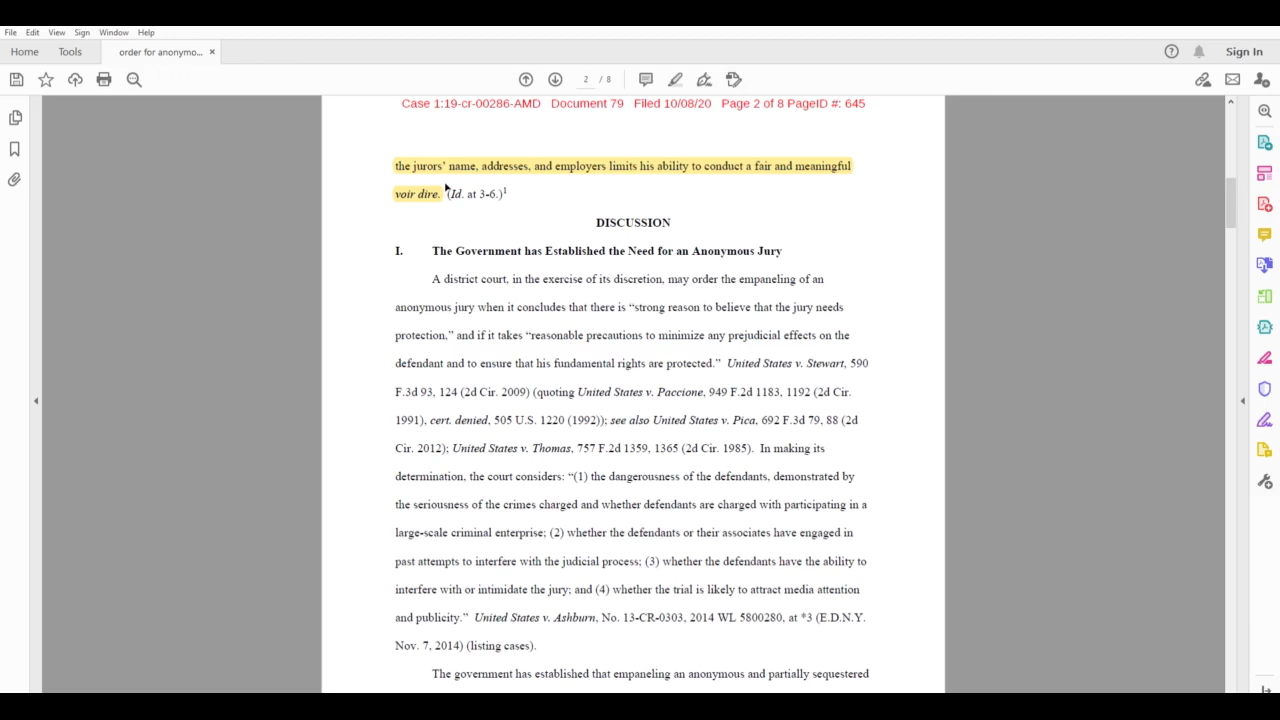 File Edit View Sign Window Help
Home Tools order for anonymo... × Sign In
2 / 8
Case 1:19-cr-00286-AMD Document 79 Filed 10/08/20 Page 2 of 8 PageID #: 645
the jurors’ name, addresses, and employers limits his ability to conduct a fair and meaningful
voir dire. (Id. at 3-6.)1
DISCUSSION
I. The Government has Established the Need for an Anonymous Jury
A district court, in the exercise of its discretion, may order the empaneling of an
anonymous jury when it concludes that there is “strong reason to believe that the jury needs
protection,” and if it takes “reasonable precautions to minimize any prejudicial effects on the
defendant and to ensure that his fundamental rights are protected.” United States v. Stewart, 590
F.3d 93, 124 (2d Cir. 2009) (quoting United States v. Paccione, 949 F.2d 1183, 1192 (2d Cir.
1991), cert. denied, 505 U.S. 1220 (1992)); see also United States v. Pica, 692 F.3d 79, 88 (2d
Cir. 2012); United States v. Thomas, 757 F.2d 1359, 1365 (2d Cir. 1985). In making its
determination, the court considers: “(1) the dangerousness of the defendants, demonstrated by
the seriousness of the crimes charged and whether defendants are charged with participating in a
large-scale criminal enterprise; (2) whether the defendants or their associates have engaged in
past attempts to interfere with the judicial process; (3) whether the defendants have the ability to
interfere with or intimidate the jury; and (4) whether the trial is likely to attract media attention
and publicity.” United States v. Ashburn, No. 13-CR-0303, 2014 WL 5800280, at *3 (E.D.N.Y.
Nov. 7, 2014) (listing cases).
The government has established that empaneling an anonymous and partially sequestered